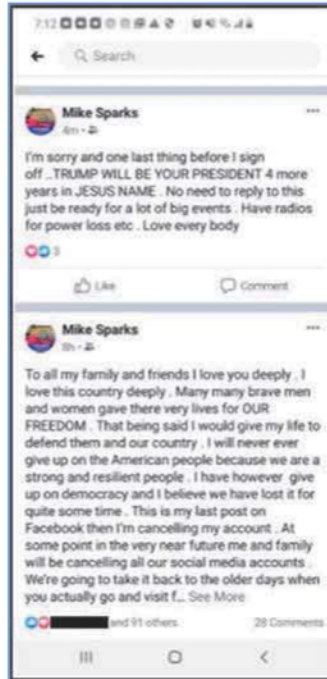 7:12
Search
Mike Sparks
4m
I'm sorry and one last thing before I sign
off ..TRUMP WILL BE YOUR PRESIDENT 4 more
years in JESUS NAME . No need to reply to this
just be ready for a lot of big events . Have radios
for power loss etc . Love every body
3
Like Comment
Mike Sparks
To all my family and friends I love you deeply . I
love this country deeply . Many many brave men
and women gave there very lives for OUR
FREEDOM . That being said I would give my life to
defend them and our country . I will never ever
give up on the American people because we are a
strong and resilient people . I have however give
up on democracy and I believe we have lost it for
quite some time . This is my last post on
Facebook then I'm cancelling my account . At
some point in the very near future me and family
will be cancelling all our social media accounts .
We're going to take it back to the older days when
you actually go and visit f... See More
and 91 others 28 Comments